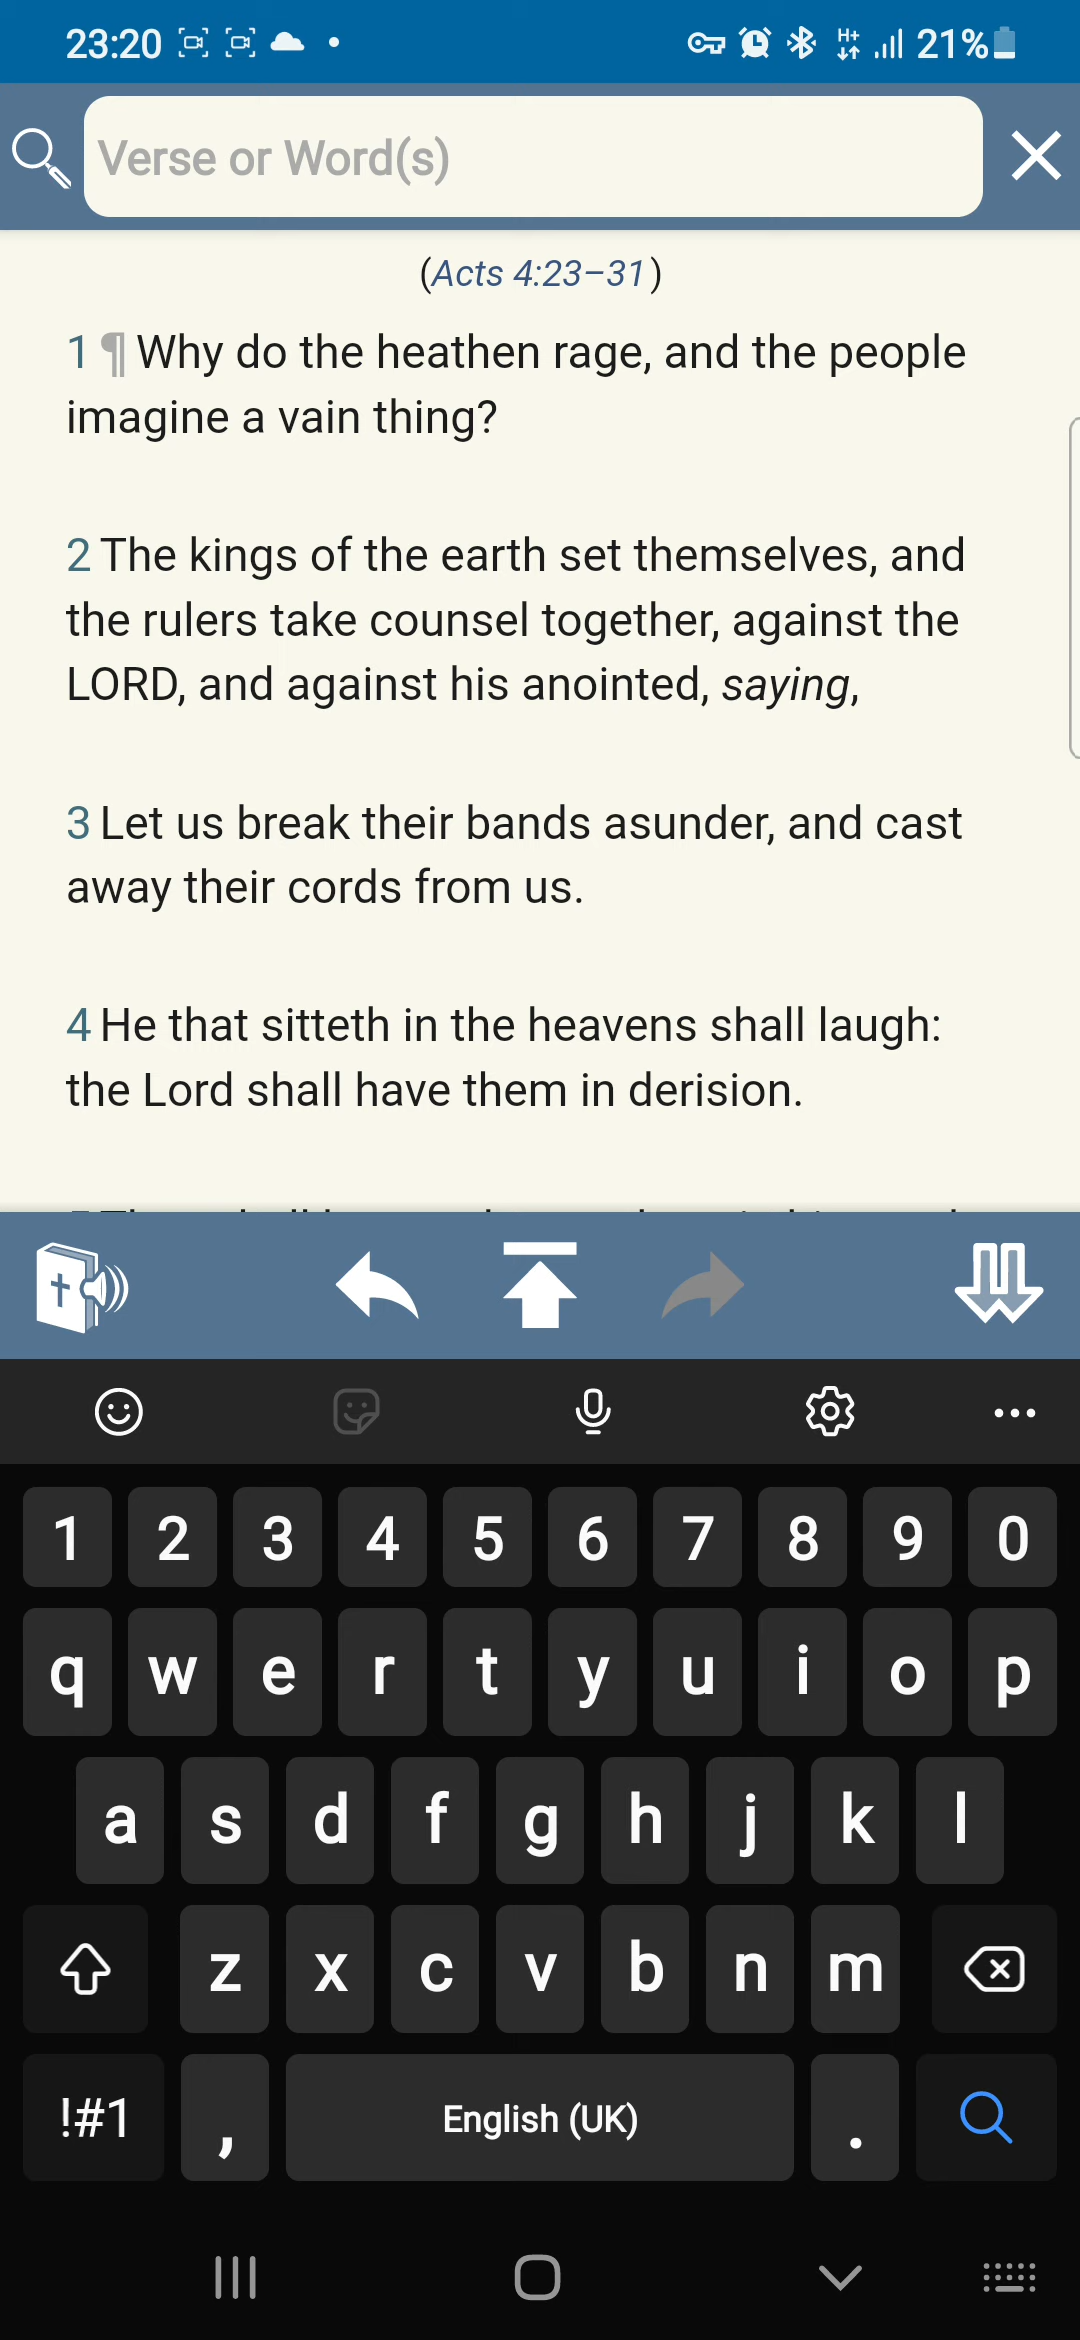 23:20
H+
21%
Verse or Word(s)
(Acts 4:23–31)
1 ¶ Why do the heathen rage, and the people
imagine a vain thing?
2 The kings of the earth set themselves, and
the rulers take counsel together, against the
LORD, and against his anointed, saying,
3 Let us break their bands asunder, and cast
away their cords from us.
4 He that sitteth in the heavens shall laugh:
the Lord shall have them in derision.
1 2 3 4 5 6 7 8 9 0
q w e r t y u i o p
a s d f g h j k l
z x c v b n m
!#1 , English (UK) .